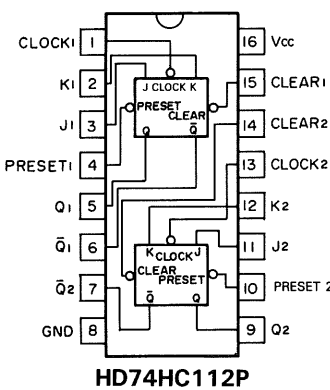 CLOCK1 1 16 Vcc
K1 2 15 CLEAR1
J1 3 14 CLEAR2
PRESET1 4 13 CLOCK2
Q1 5 12 K2
Q̄1 6 11 J2
Q̄2 7 10 PRESET 2
GND 8 9 Q2
J CLOCK K
PRESET
CLEAR
Q Q̄
K CLOCK J
CLEAR
PRESET
Q̄ Q
HD74HC112P